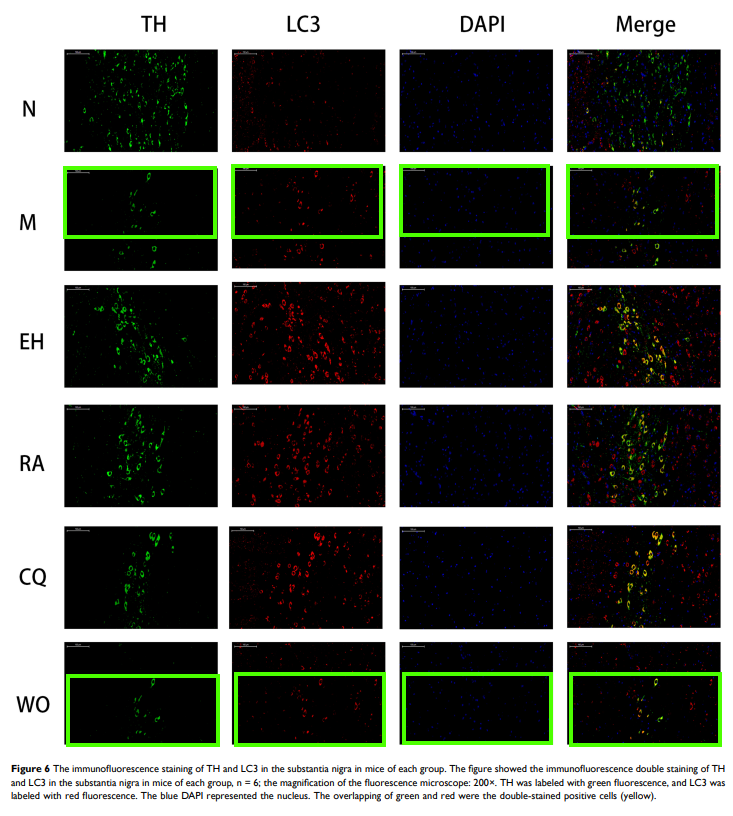 TH LC3 DAPI Merge
N
M
EH
RA
CQ
WO
Figure 6 The immunofluorescence staining of TH and LC3 in the substantia nigra in mice of each group. The figure showed the immunofluorescence double staining of TH
and LC3 in the substantia nigra in mice of each group, n = 6; the magnification of the fluorescence microscope: 200×. TH was labeled with green fluorescence, and LC3 was
labeled with red fluorescence. The blue DAPI represented the nucleus. The overlapping of green and red were the double-stained positive cells (yellow).